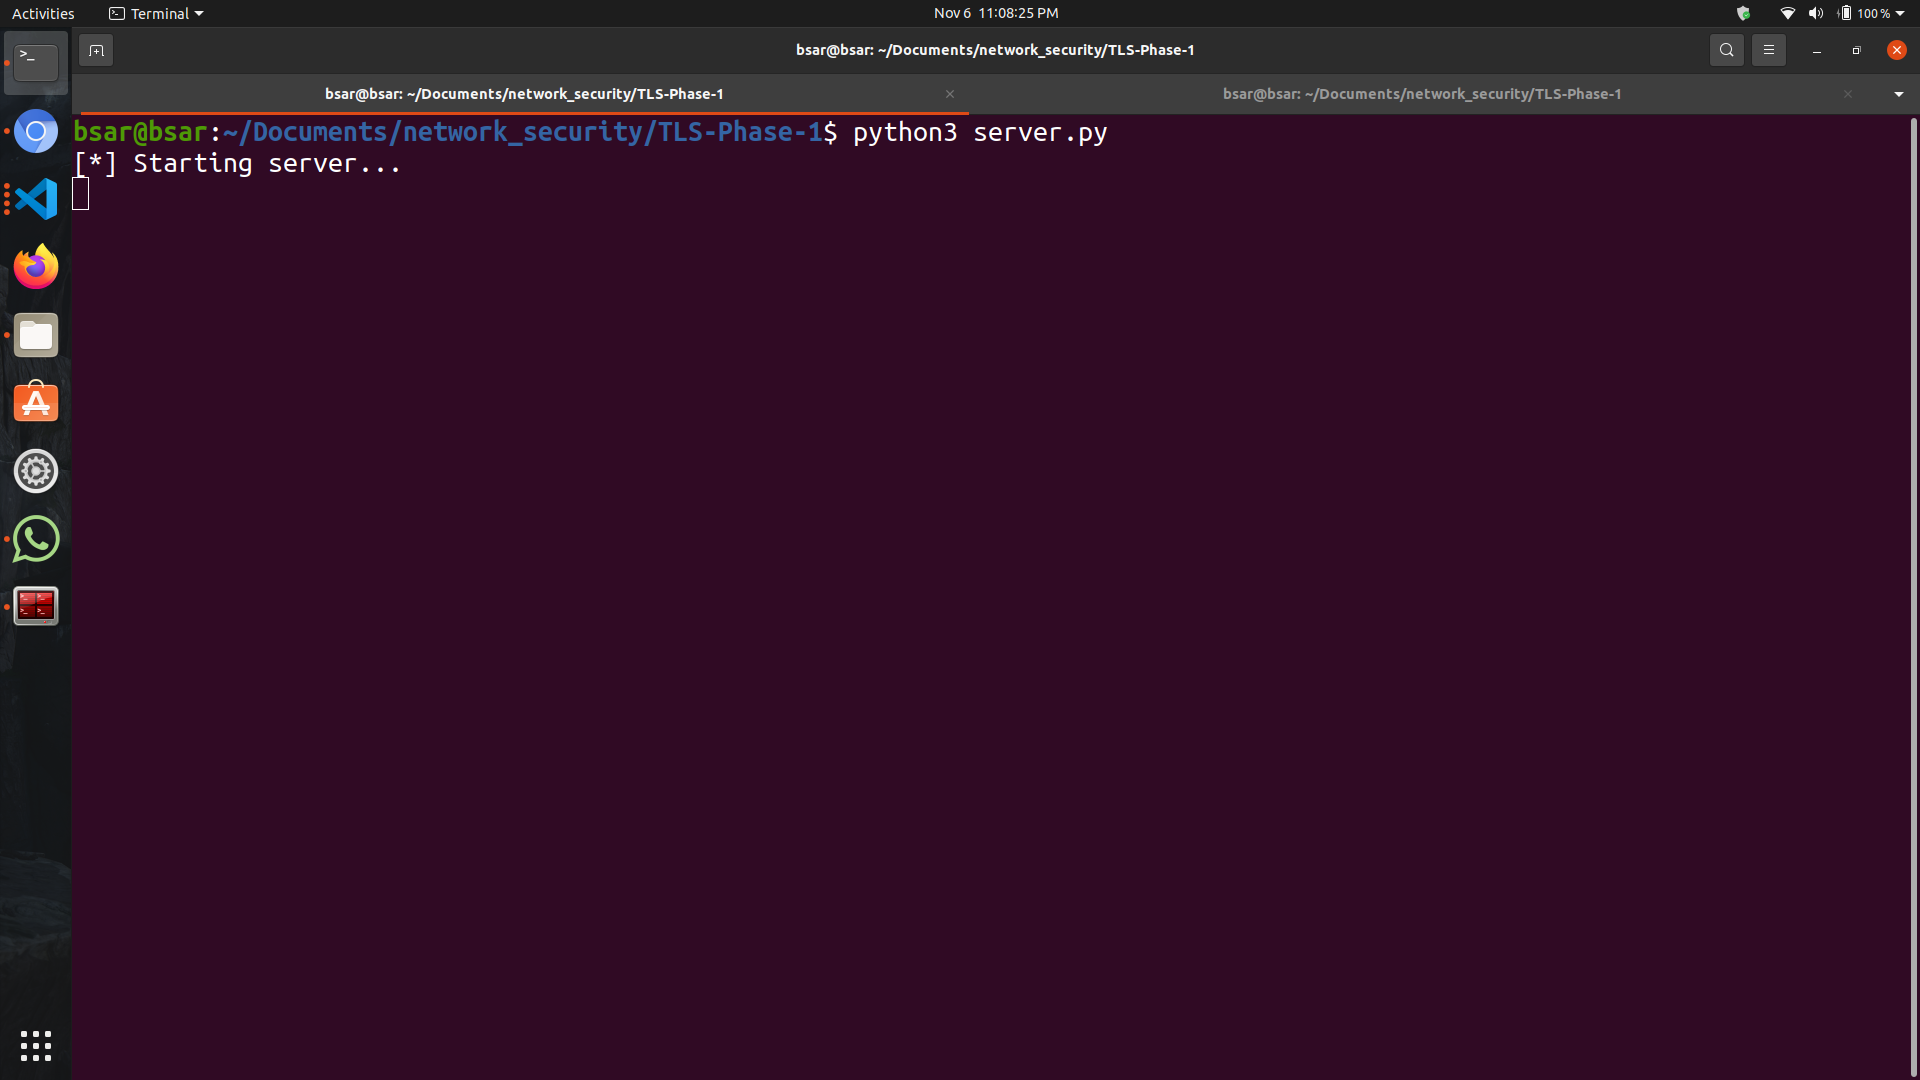 Activities Terminal Nov 6 11:08:25 PM 100 %
bsar@bsar: ~/Documents/network_security/TLS-Phase-1
bsar@bsar: ~/Documents/network_security/TLS-Phase-1 bsar@bsar: ~/Documents/network_security/TLS-Phase-1
bsar@bsar:~/Documents/network_security/TLS-Phase-1$ python3 server.py
[*] Starting server...